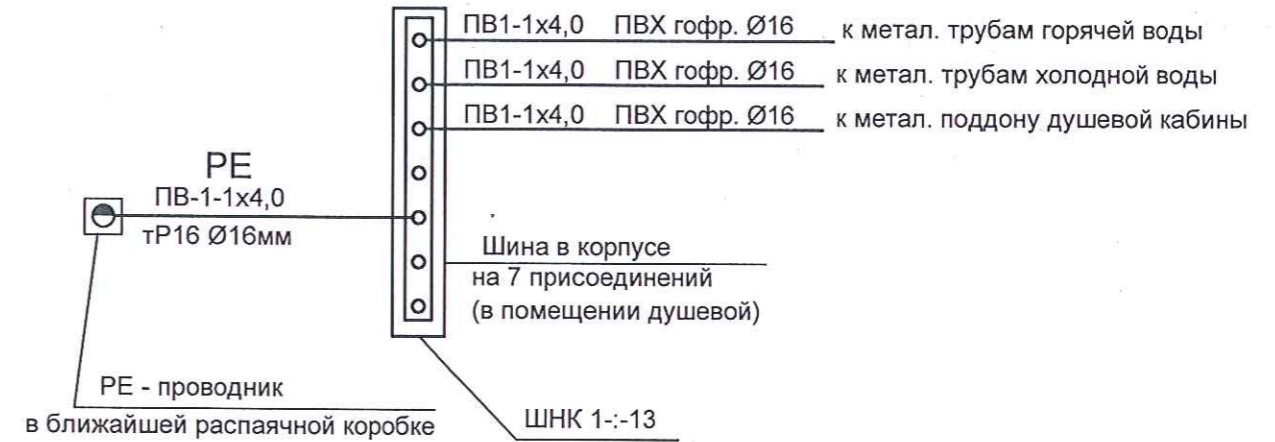 ПВ1-1х4,0 ПВХ гофр. Ø16 к метал. трубам горячей воды
ПВ1-1х4,0 ПВХ гофр. Ø16 к метал. трубам холодной воды
ПВ1-1х4,0 ПВХ гофр. Ø16 к метал. поддону душевой кабины
РЕ
ПВ-1-1х4,0
тР16 Ø16мм
Шина в корпусе
на 7 присоединений
(в помещении душевой)
РЕ - проводник
в ближайшей распаячной коробке
ШНК 1-:-13